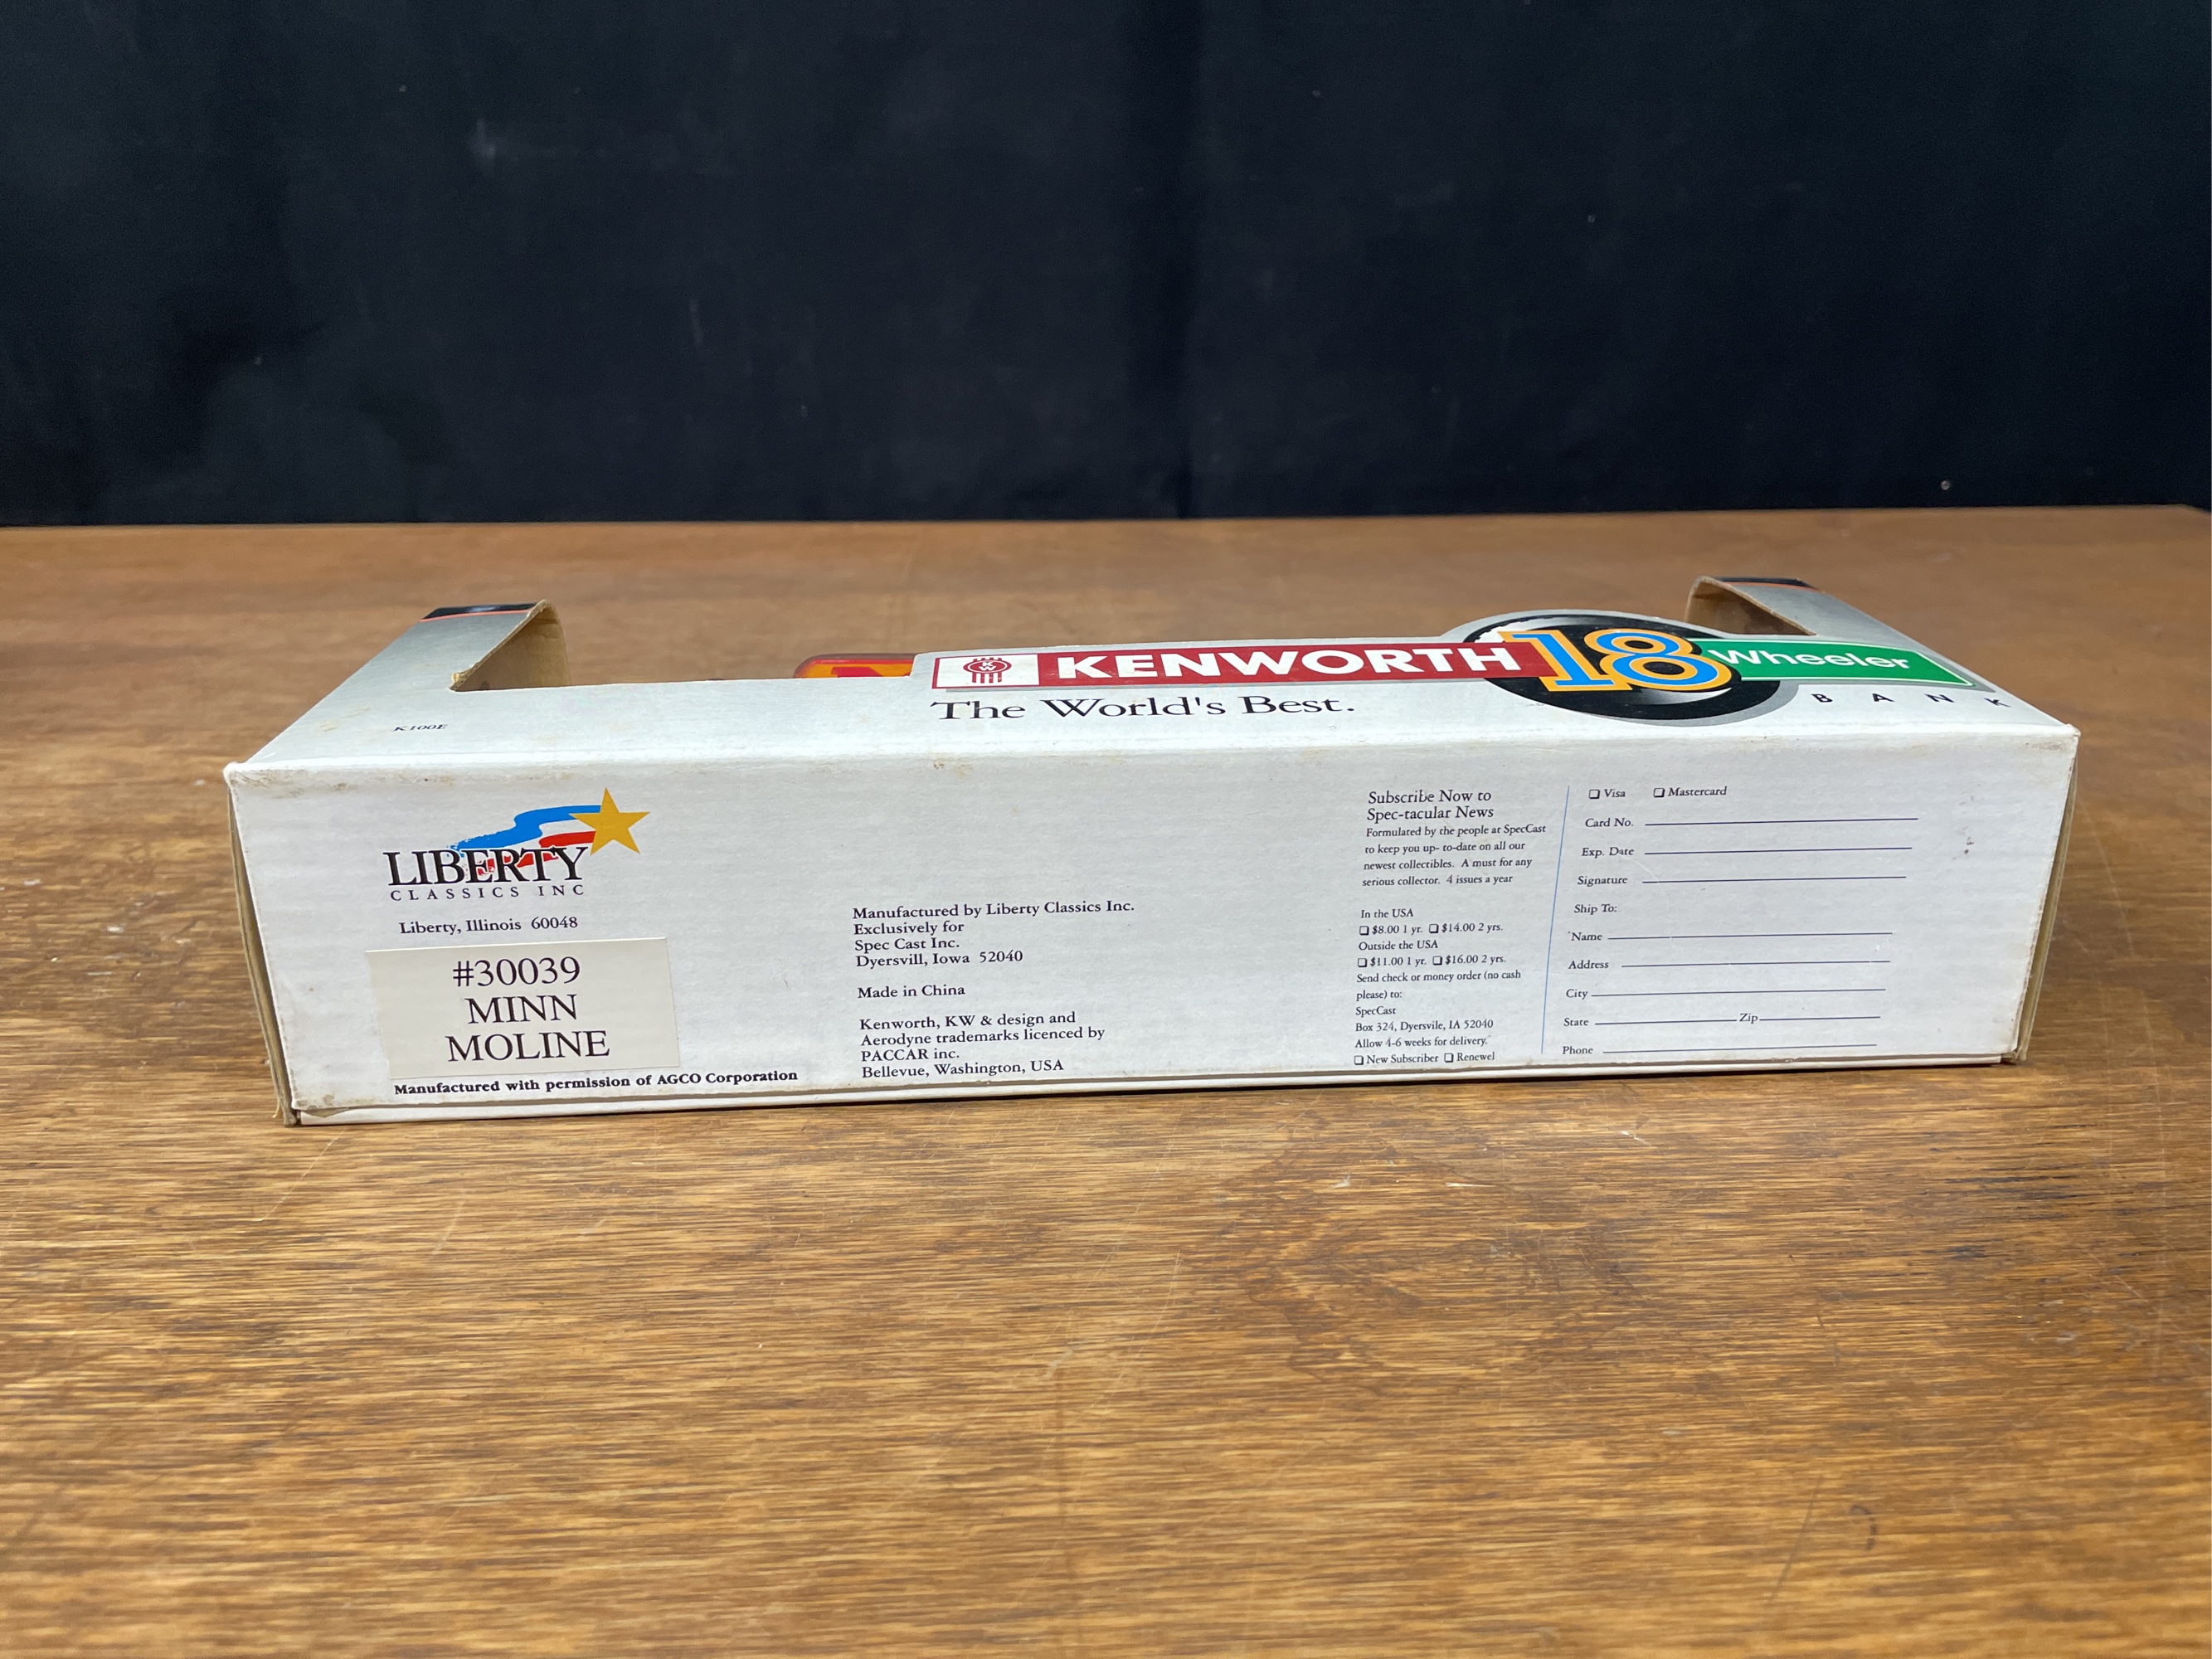 KENWORTH 18 Wheeler
The World's Best.
B A N K
K100E
LIBERTY
CLASSICS INC
Liberty, Illinois 60048
#30039
MINN
MOLINE
Manufactured with permission of AGCO Corporation
Manufactured by Liberty Classics Inc.
Exclusively for
Spec Cast Inc.
Dyersvill, Iowa 52040
Made in China
Kenworth, KW & design and
Aerodyne trademarks licenced by
PACCAR inc.
Bellevue, Washington, USA
Subscribe Now to
Spec-tacular News
Formulated by the people at SpecCast
to keep you up- to-date on all our
newest collectibles. A must for any
serious collector. 4 issues a year
In the USA
❏ $8.00 1 yr. ❏ $14.00 2 yrs.
Outside the USA
❏ $11.00 1 yr. ❏ $16.00 2 yrs.
Send check or money order (no cash
please) to:
SpecCast
Box 324, Dyersvile, IA 52040
Allow 4-6 weeks for delivery.
❏ New Subscriber ❏ Renewel
❏ Visa ❏ Mastercard
Card No.
Exp. Date
Signature
Ship To:
Name
Address
City
State Zip
Phone